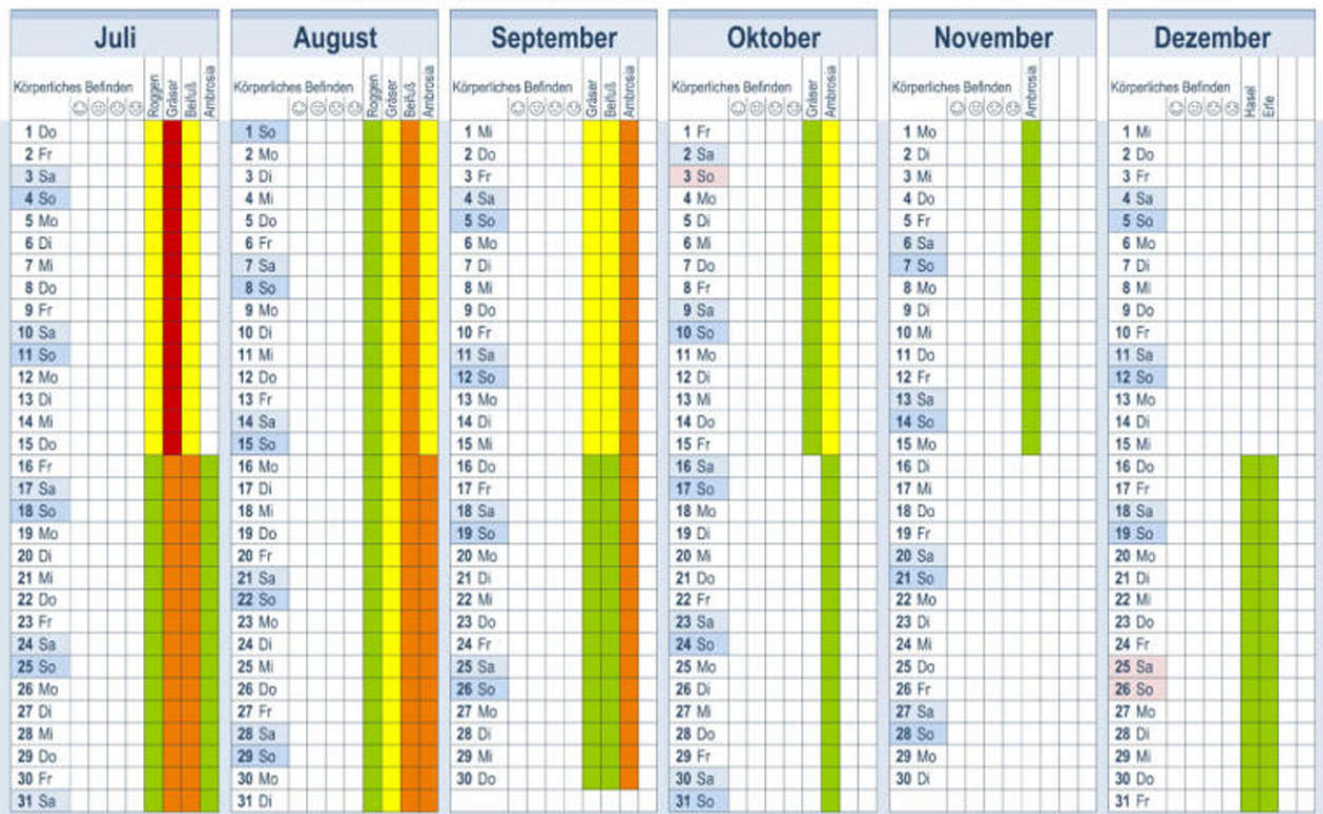 Juli August September Oktober November Dezember
Körperliches Befinden Roggen Gräser Beifuß Ambrosia Körperliches Befinden Roggen Gräser Beifuß Ambrosia Körperliches Befinden Gräser Beifuß Ambrosia Körperliches Befinden Gräser Ambrosia Körperliches Befinden Ambrosia Körperliches Befinden Hasel Erle
1 Do 1 So 1 Mi 1 Fr 1 Mo 1 Mi
2 Fr 2 Mo 2 Do 2 Sa 2 Di 2 Do
3 Sa 3 Di 3 Fr 3 So 3 Mi 3 Fr
4 So 4 Mi 4 Sa 4 Mo 4 Do 4 Sa
5 Mo 5 Do 5 So 5 Di 5 Fr 5 So
6 Di 6 Fr 6 Mo 6 Mi 6 Sa 6 Mo
7 Mi 7 Sa 7 Di 7 Do 7 So 7 Di
8 Do 8 So 8 Mi 8 Fr 8 Mo 8 Mi
9 Fr 9 Mo 9 Do 9 Sa 9 Di 9 Do
10 Sa 10 Di 10 Fr 10 So 10 Mi 10 Fr
11 So 11 Mi 11 Sa 11 Mo 11 Do 11 Sa
12 Mo 12 Do 12 So 12 Di 12 Fr 12 So
13 Di 13 Fr 13 Mo 13 Mi 13 Sa 13 Mo
14 Mi 14 Sa 14 Di 14 Do 14 So 14 Di
15 Do 15 So 15 Mi 15 Fr 15 Mo 15 Mi
16 Fr 16 Mo 16 Do 16 Sa 16 Di 16 Do
17 Sa 17 Di 17 Fr 17 So 17 Mi 17 Fr
18 So 18 Mi 18 Sa 18 Mo 18 Do 18 Sa
19 Mo 19 Do 19 So 19 Di 19 Fr 19 So
20 Di 20 Fr 20 Mo 20 Mi 20 Sa 20 Mo
21 Mi 21 Sa 21 Di 21 Do 21 So 21 Di
22 Do 22 So 22 Mi 22 Fr 22 Mo 22 Mi
23 Fr 23 Mo 23 Do 23 Sa 23 Di 23 Do
24 Sa 24 Di 24 Fr 24 So 24 Mi 24 Fr
25 So 25 Mi 25 Sa 25 Mo 25 Do 25 Sa
26 Mo 26 Do 26 So 26 Di 26 Fr 26 So
27 Di 27 Fr 27 Mo 27 Mi 27 Sa 27 Mo
28 Mi 28 Sa 28 Di 28 Do 28 So 28 Di
29 Do 29 So 29 Mi 29 Fr 29 Mo 29 Mi
30 Fr 30 Mo 30 Do 30 Sa 30 Di 30 Do
31 Sa 31 Di 31 So 31 Fr